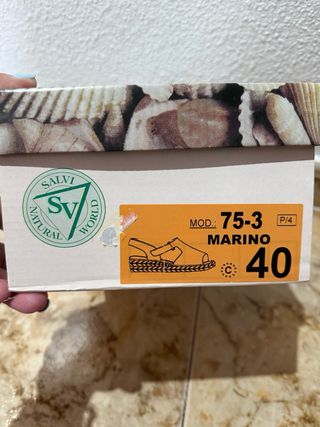 SALVI
SV
NATURAL WORLD
MOD.: 75-3 P/4
MARINO
C 40